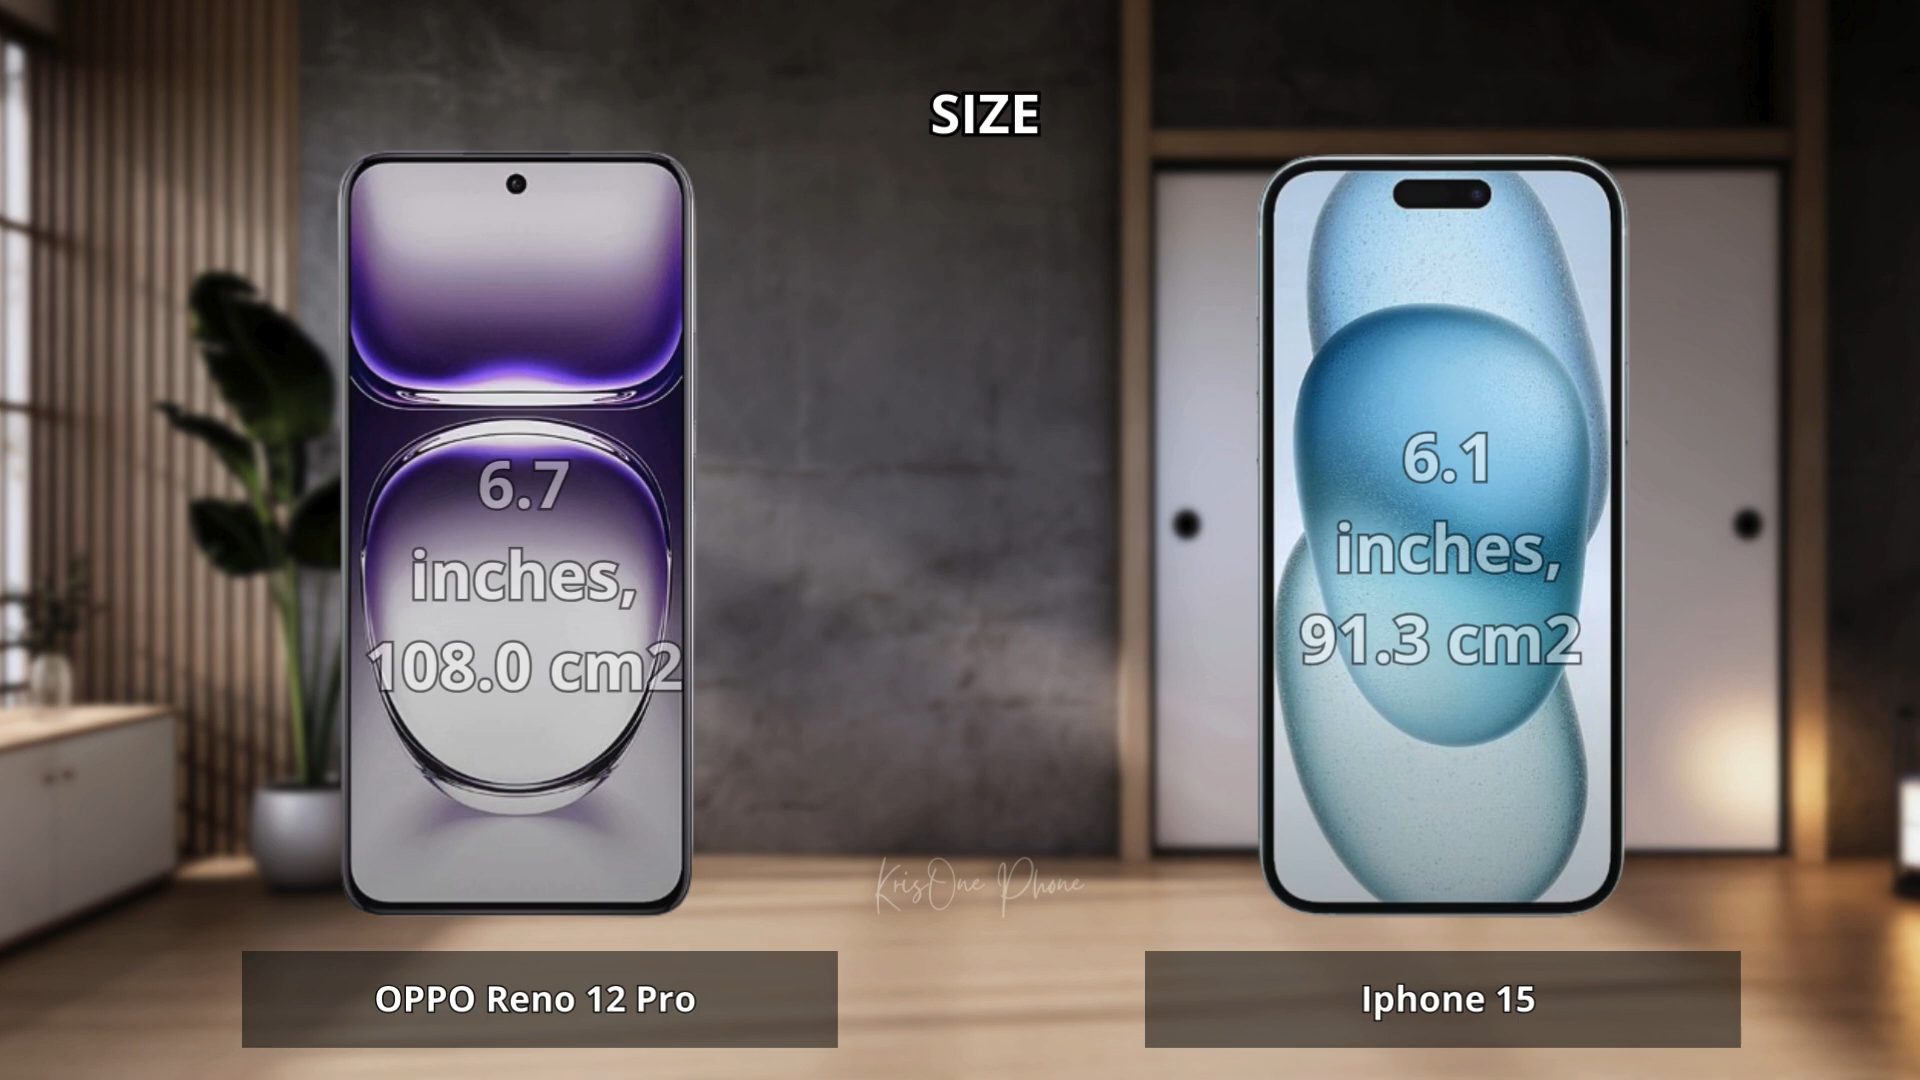 SIZE
6.7
inches,
108.0 cm2
6.1
inches,
91.3 cm2
KrisOne Phone
OPPO Reno 12 Pro
Iphone 15